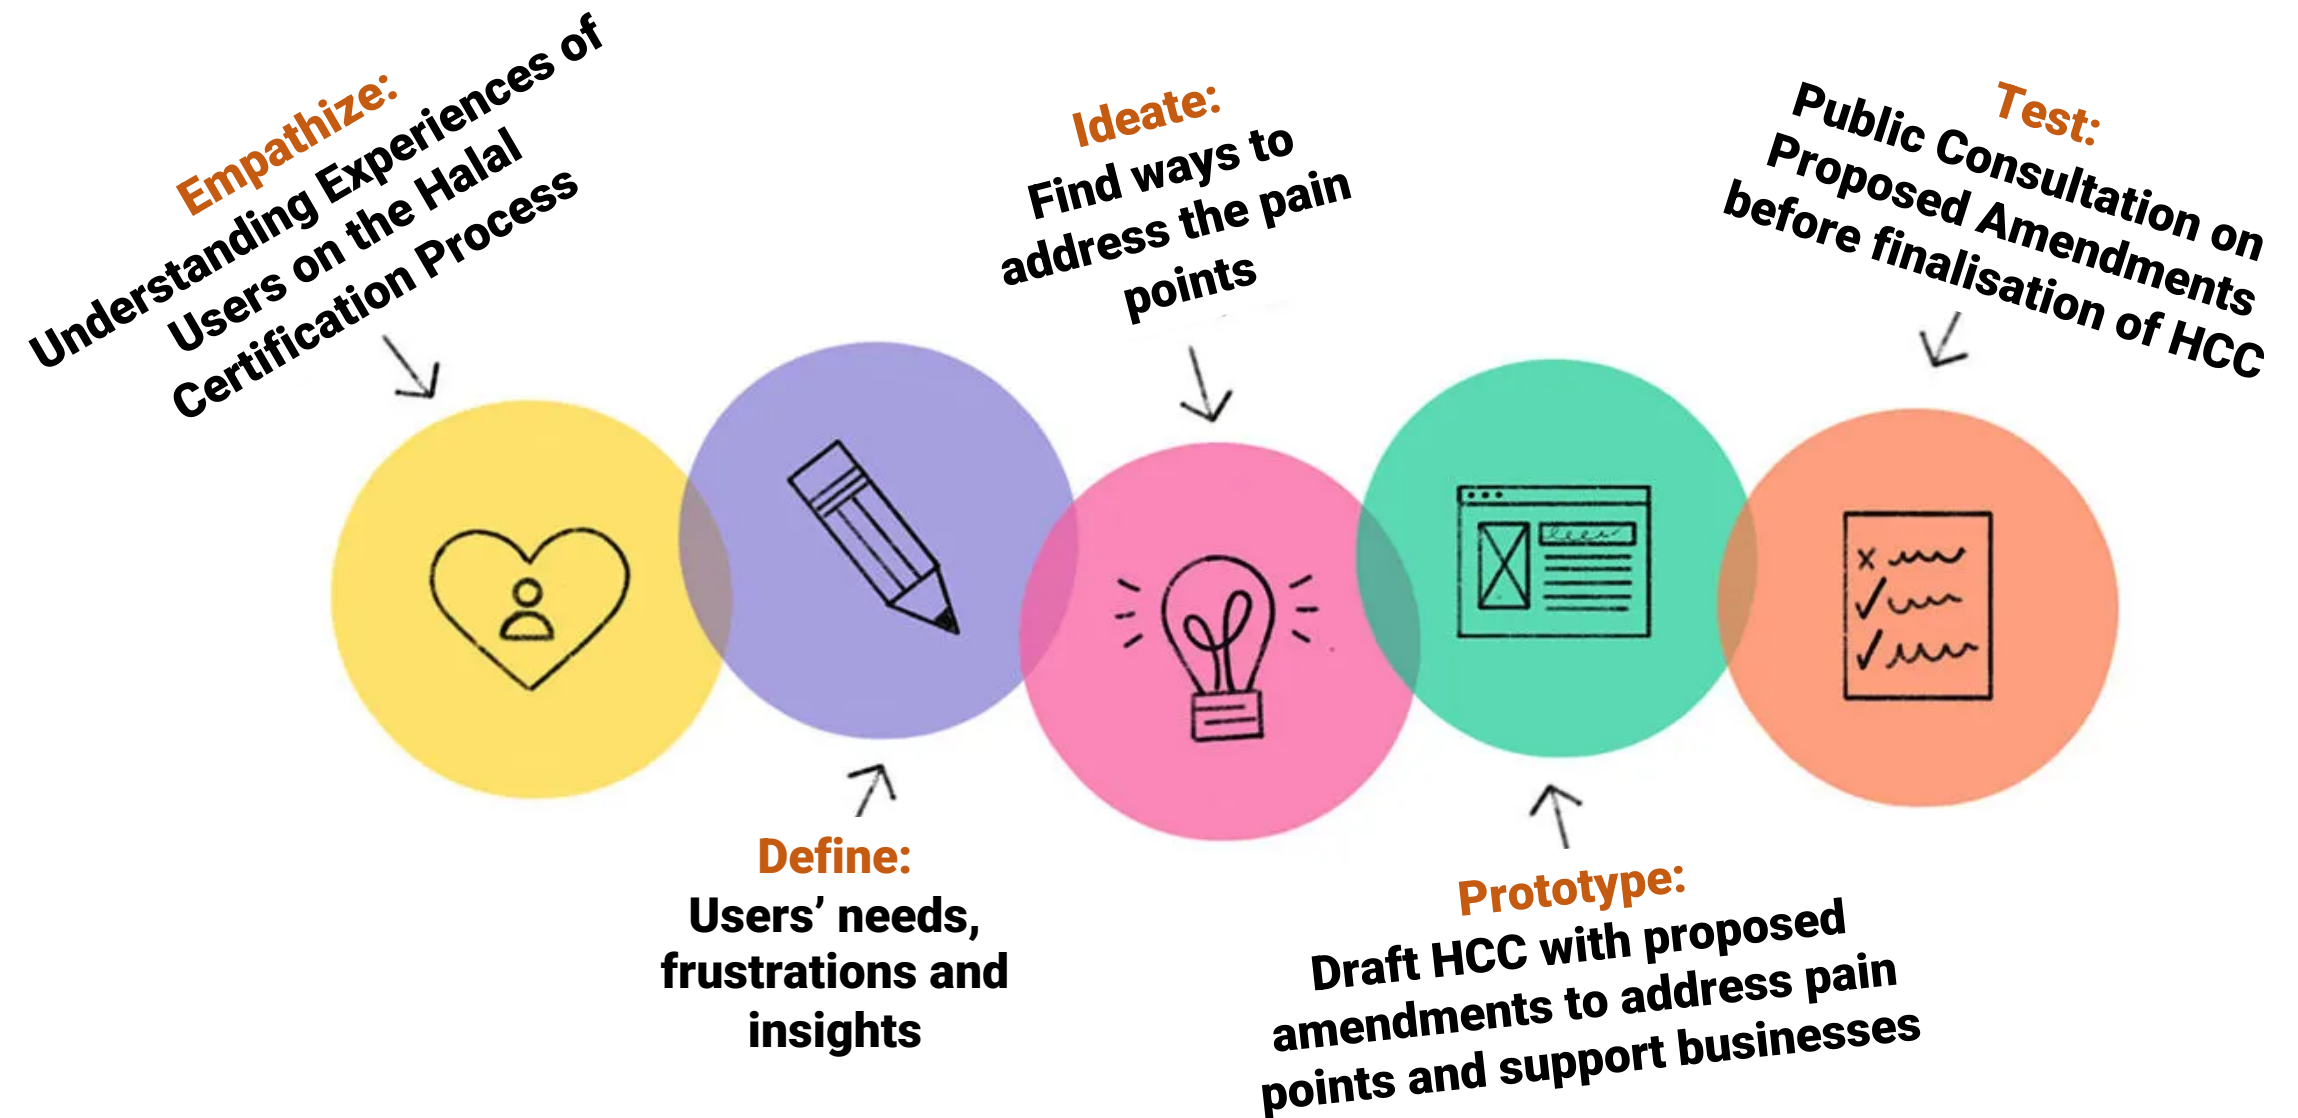 Empathize:
Understanding Experiences of
Users on the Halal
Certification Process
Define:
Users’ needs,
frustrations and
insights
Ideate:
Find ways to
address the pain
points
Prototype:
Draft HCC with proposed
amendments to address pain
points and support businesses
Test:
Public Consultation on
Proposed Amendments
before finalisation of HCC